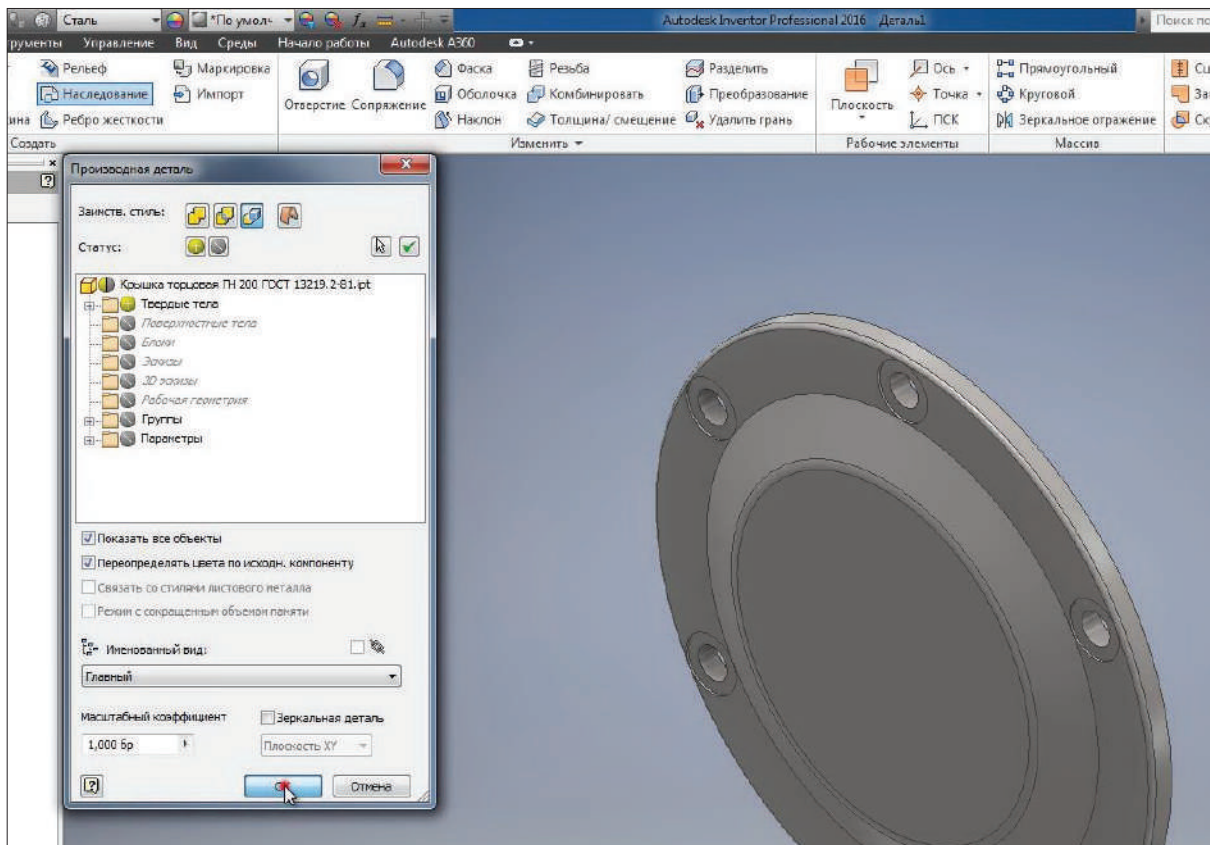 Сталь *По умолч fx Autodesk Inventor Professional 2016 Деталь1 Поиск по
рументы Управление Вид Среды Начало работы Autodesk A360
Рельеф Маркировка Фаска Резьба Разделить Ось Прямоугольный
Наследование Импорт Отверстие Сопряжение Оболочка Комбинировать Преобразование Плоскость Точка Круговой
ина Ребро жесткости Наклон Толщина/ смещение Удалить грань ПСК Зеркальное отражение
Создать Изменить Рабочие элементы Массив
Производная деталь
Заимств. стиль:
Статус:
Крышка торцовая ГН 200 ГОСТ 13219.2-81.ipt
Твердые тела
Поверхностные тела
Блоки
Эскизы
3D эскизы
Рабочая геометрия
Группы
Параметры
Показать все объекты
Переопределять цвета по исходн. компоненту
Связать со стилями листового металла
Режим с сокращенным объемом памяти
Именованный вид:
Главный
Масштабный коэффициент Зеркальная деталь
1,000 бр Плоскость XY
ОК Отмена